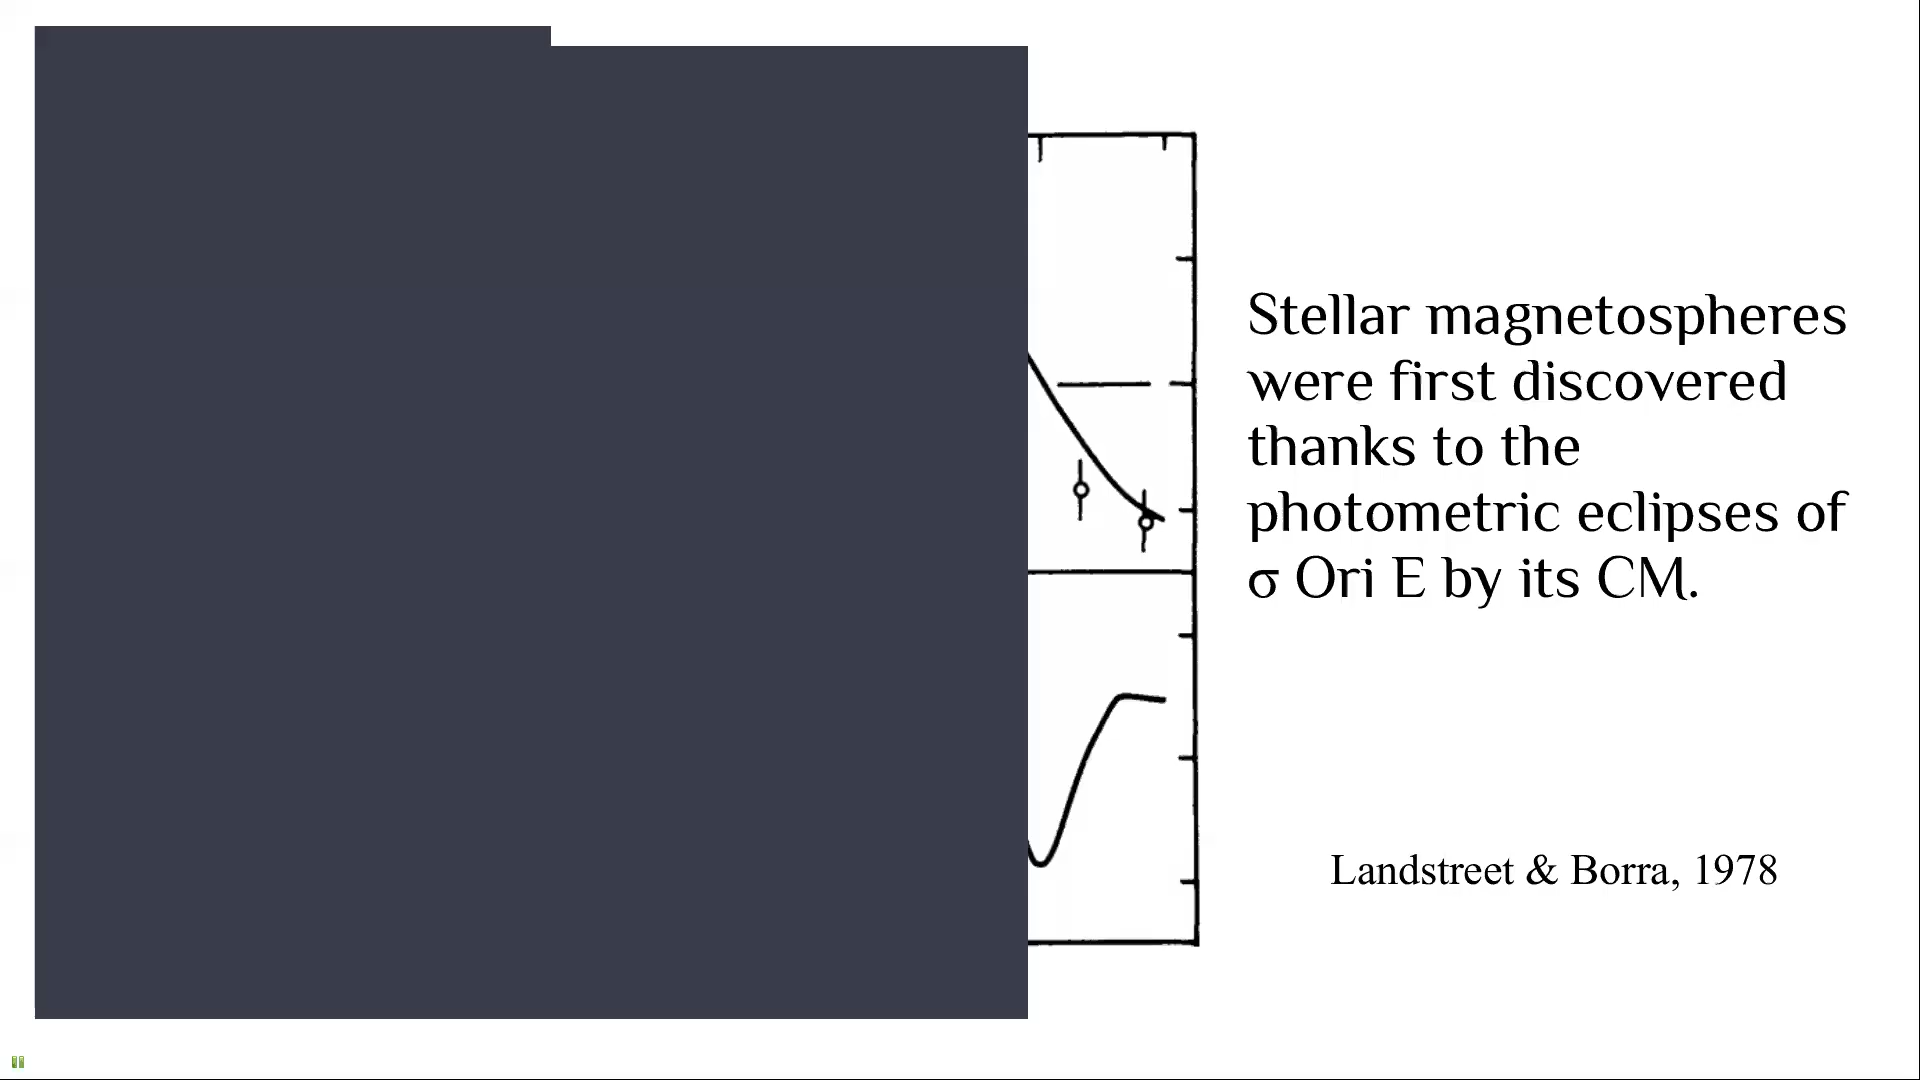 Stellar magnetospheres
were first discovered
thanks to the
photometric eclipses of
σ Ori E by its CM.
Landstreet & Borra, 1978